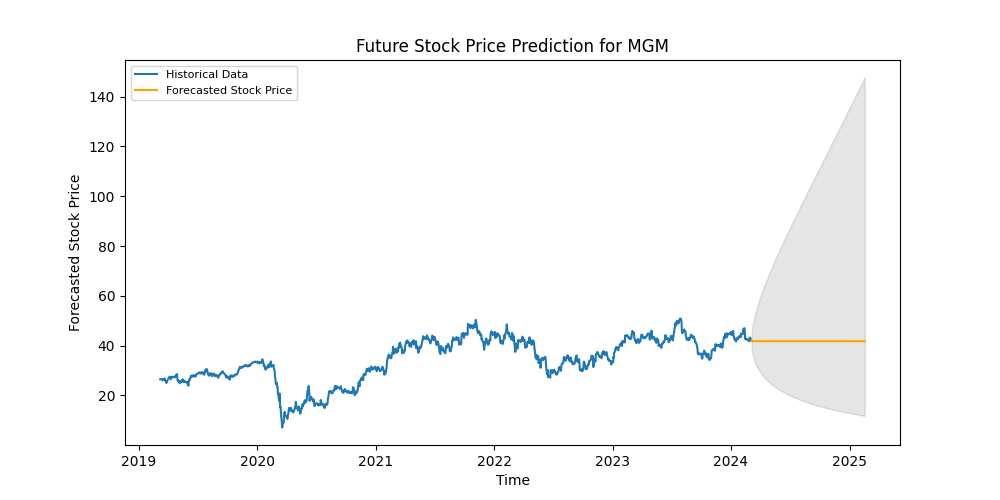 Future Stock Price Prediction for MGM
Historical Data
Forecasted Stock Price
140
120
100
80
60
40
20
Forecasted Stock Price
2019
2020
2021
2022
2023
2024
2025
Time